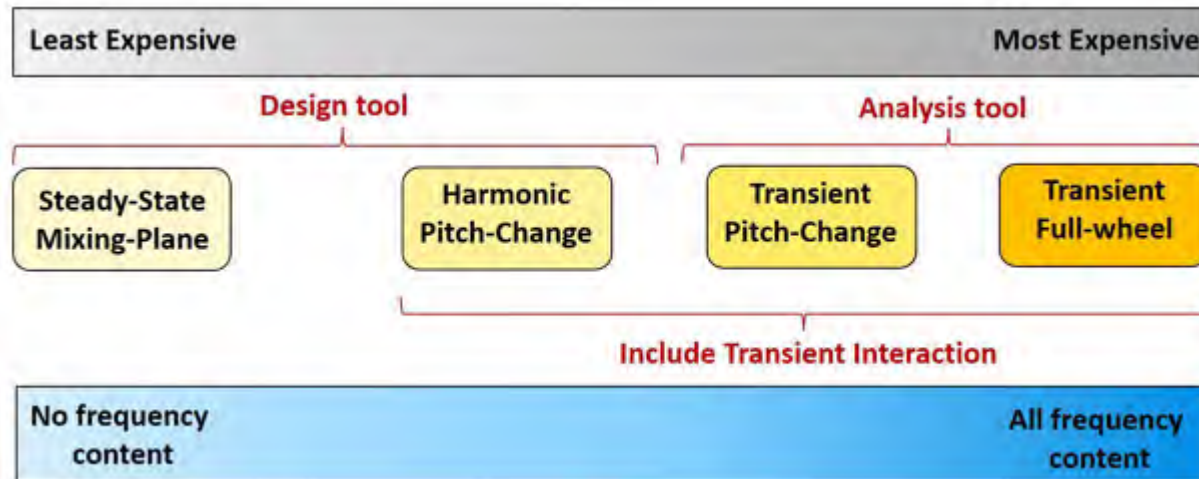 Least Expensive Most Expensive
Design tool Analysis tool
Steady-State
Mixing-Plane
Harmonic
Pitch-Change
Transient
Pitch-Change
Transient
Full-wheel
Include Transient Interaction
No frequency
content
All frequency
content